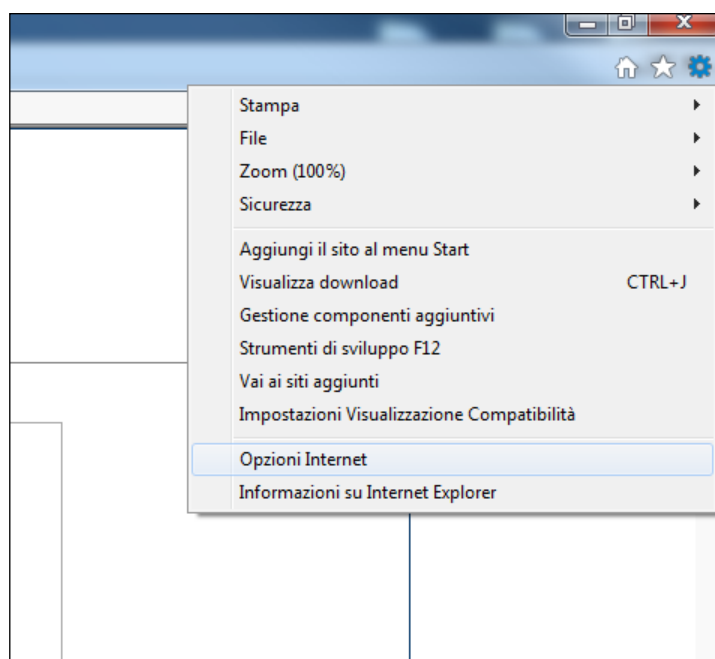 Stampa
File
Zoom (100%)
Sicurezza
Aggiungi il sito al menu Start
Visualizza download CTRL+J
Gestione componenti aggiuntivi
Strumenti di sviluppo F12
Vai ai siti aggiunti
Impostazioni Visualizzazione Compatibilità
Opzioni Internet
Informazioni su Internet Explorer